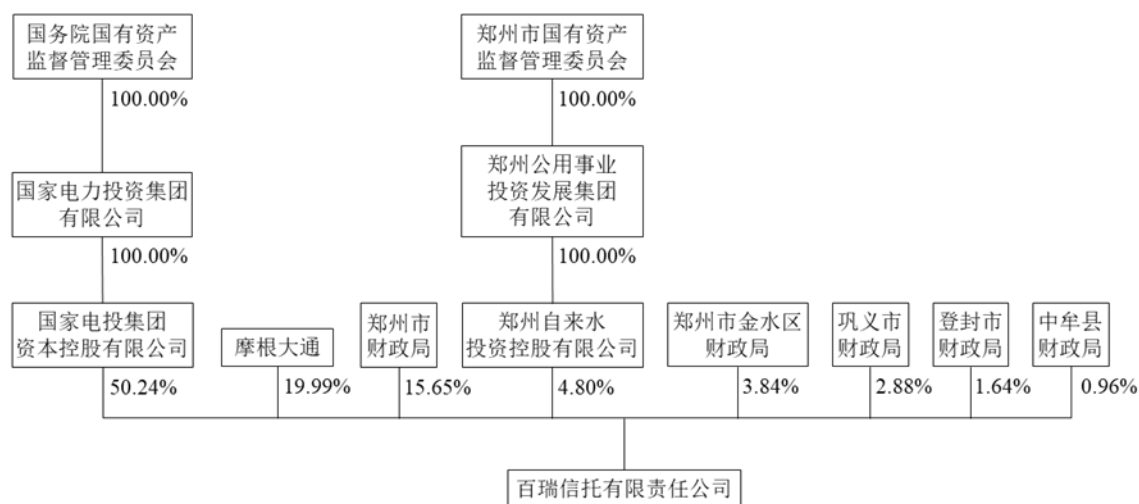 国务院国有资产
监督管理委员会
郑州市国有资产
监督管理委员会
100.00%
100.00%
国家电力投资集团
有限公司
郑州公用事业
投资发展集团
有限公司
100.00%
100.00%
国家电投集团
资本控股有限公司
摩根大通
郑州市
财政局
郑州自来水
投资控股有限公司
郑州市金水区
财政局
巩义市
财政局
登封市
财政局
中牟县
财政局
50.24%
19.99%
15.65%
4.80%
3.84%
2.88%
1.64%
0.96%
百瑞信托有限责任公司